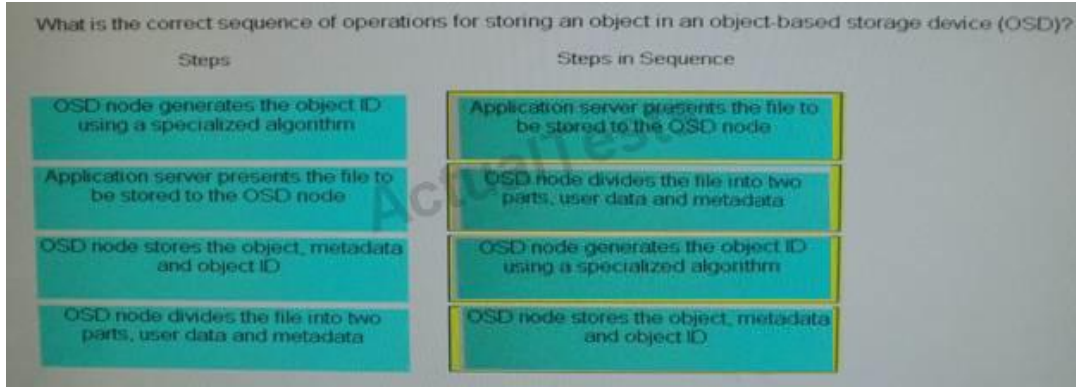 What is the correct sequence of operations for storing an object in an object-based storage device (OSD)?
Steps
Steps in Sequence
OSD node generates the object ID
using a specialized algorithm
Application server presents the file to
be stored to the OSD node
OSD node stores the object, metadata
and object ID
OSD node divides the file into two
parts, user data and metadata
Application server presents the file to
be stored to the OSD node
OSD node divides the file into two
parts, user data and metadata
OSD node generates the object ID
using a specialized algorithm
OSD node stores the object, metadata
and object ID